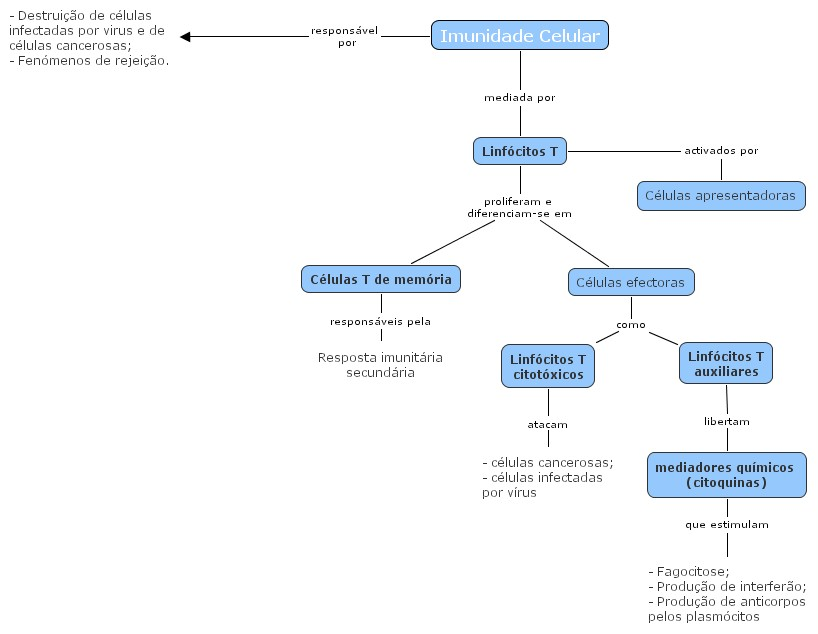 - Destruição de células
infectadas por virus e de
células cancerosas;
- Fenómenos de rejeição.
responsável
por
Imunidade Celular
mediada por
Linfócitos T
activados por
Células apresentadoras
proliferam e
diferenciam-se em
Células T de memória
Células efectoras
responsáveis pela
como
Resposta imunitária
secundária
Linfócitos T
citotóxicos
Linfócitos T
auxiliares
atacam
libertam
- células cancerosas;
- células infectadas
por vírus
mediadores químicos
(citoquinas)
que estimulam
- Fagocitose;
- Produção de interferão;
- Produção de anticorpos
pelos plasmócitos